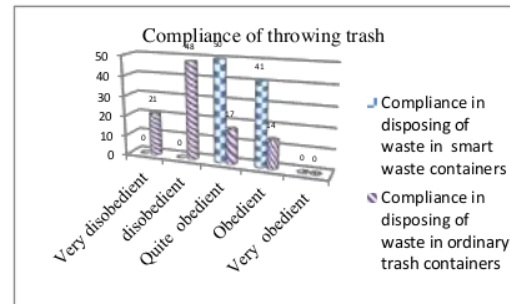 Compliance of throwing trash
50
40
30
20
10
0
0
21
0
48
50
17
41
14
0 0
Very disobedient
disobedient
Quite obedient
Obedient
Very obedient
Compliance in
disposing of
waste in smart
waste containers
Compliance in
disposing of
waste in ordinary
trash containers